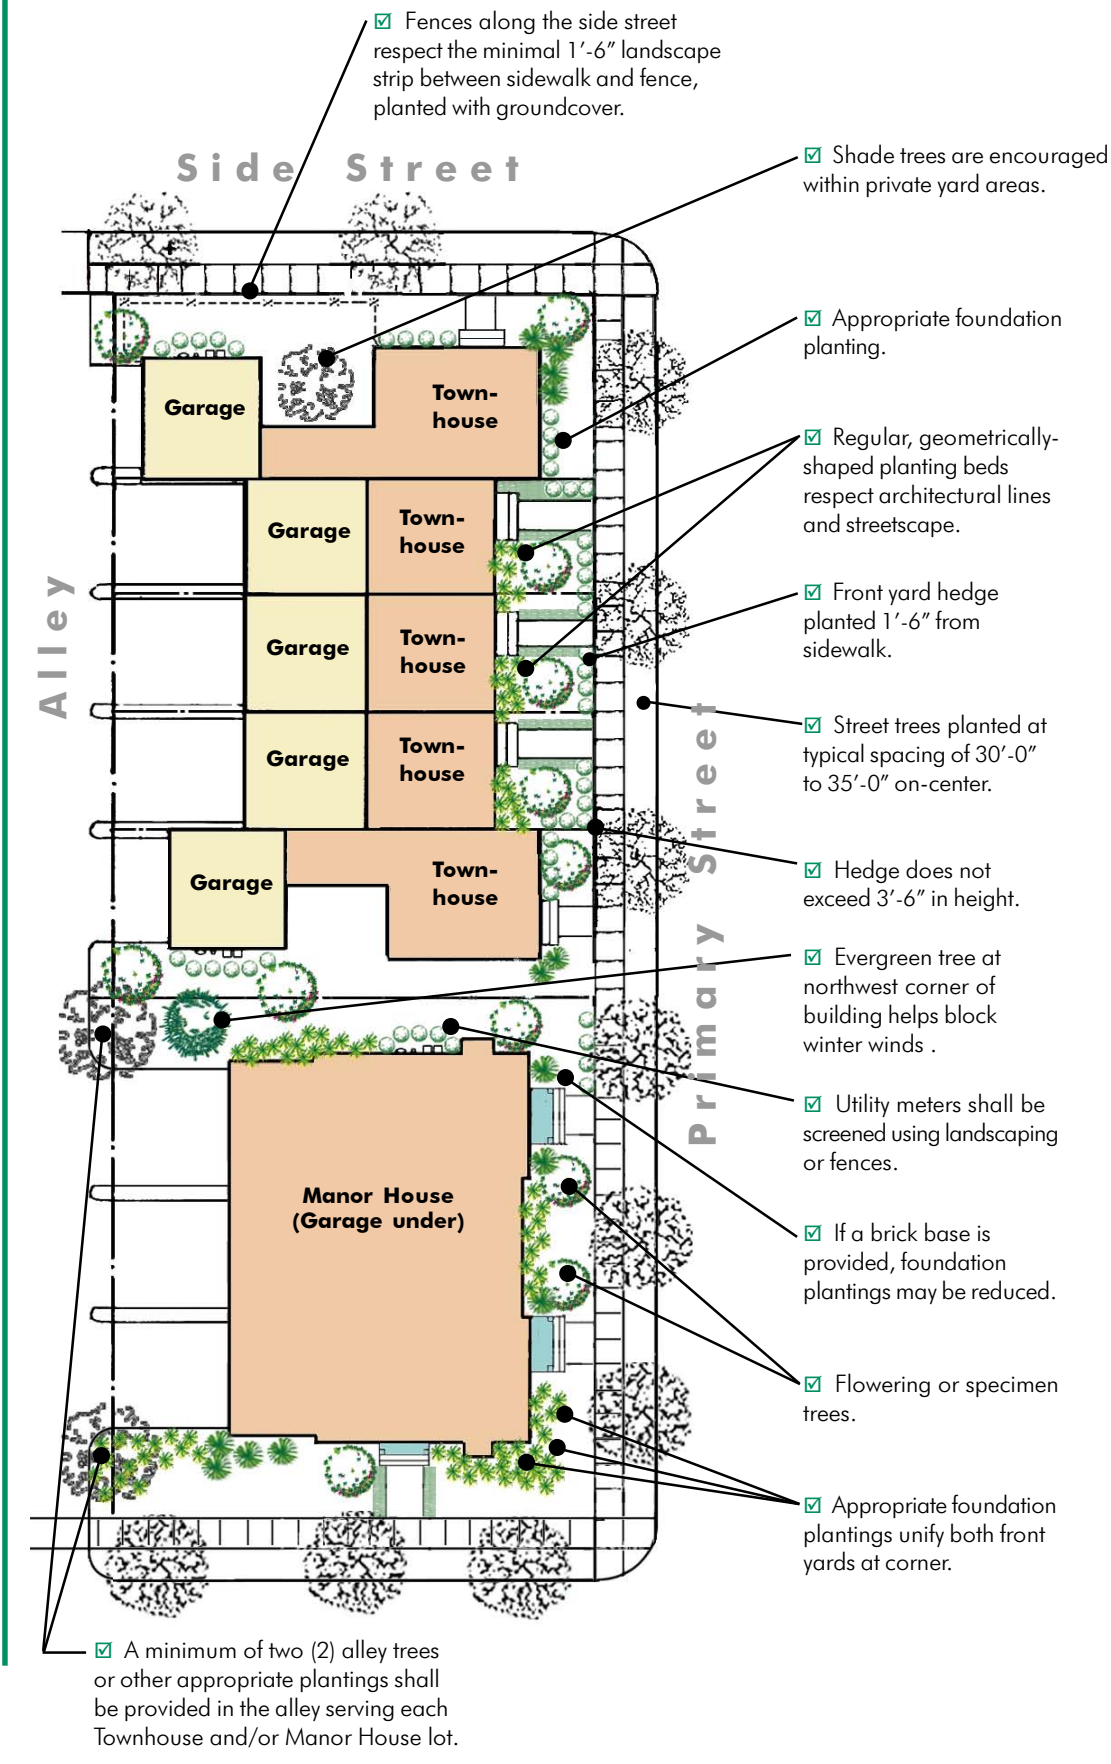 ☑ Fences along the side street
respect the minimal 1’-6” landscape
strip between sidewalk and fence,
planted with groundcover.
Side Street
☑ Shade trees are encouraged
within private yard areas.
☑ Appropriate foundation
planting.
Garage
Town-
house
☑ Regular, geometrically-
shaped planting beds
respect architectural lines
and streetscape.
Garage
Town-
house
Alley
☑ Front yard hedge
planted 1’-6” from
sidewalk.
Garage
Town-
house
☑ Street trees planted at
typical spacing of 30’-0”
to 35’-0” on-center.
Garage
Town-
house
Primary Street
☑ Hedge does not
exceed 3’-6” in height.
Garage
Town-
house
☑ Evergreen tree at
northwest corner of
building helps block
winter winds .
☑ Utility meters shall be
screened using landscaping
or fences.
Manor House
(Garage under)
☑ If a brick base is
provided, foundation
plantings may be reduced.
☑ Flowering or specimen
trees.
☑ Appropriate foundation
plantings unify both front
yards at corner.
☑ A minimum of two (2) alley trees
or other appropriate plantings shall
be provided in the alley serving each
Townhouse and/or Manor House lot.